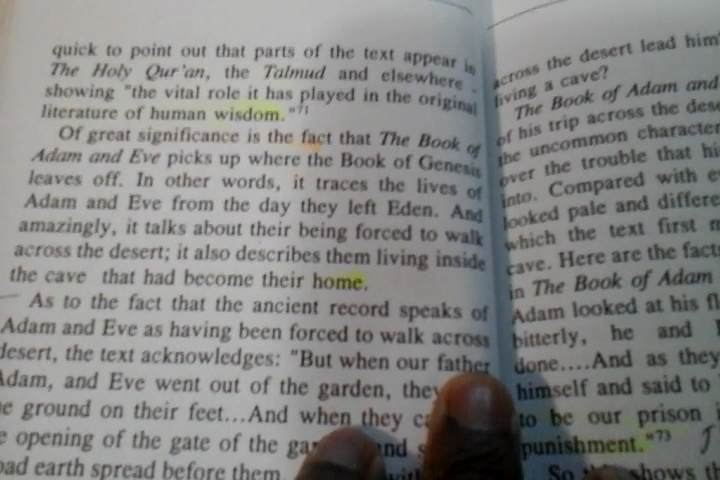 quick to point out that parts of the text appear in
The Holy Qur'an, the Talmud and elsewhere
showing "the vital role it has played in the original
literature of human wisdom."71
Of great significance is the fact that The Book of
Adam and Eve picks up where the Book of Genesis
leaves off. In other words, it traces the lives of
Adam and Eve from the day they left Eden. And
amazingly, it talks about their being forced to walk
across the desert; it also describes them living inside
the cave that had become their home.
As to the fact that the ancient record speaks of
Adam and Eve as having been forced to walk across
desert, the text acknowledges: "But when our father
Adam, and Eve went out of the garden, they
ground on their feet...And when they
opening of the gate of the
earth spread before them
across the desert lead him
living a cave?
The Book of Adam and
of his trip across the
the uncommon character
over the trouble that
into. Compared with
looked pale and
which the text first
cave. Here are the
in The Book of Adam
Adam looked at his
bitterly, he and
done....And as they
himself and said to
to be our prison
punishment."73
So shows